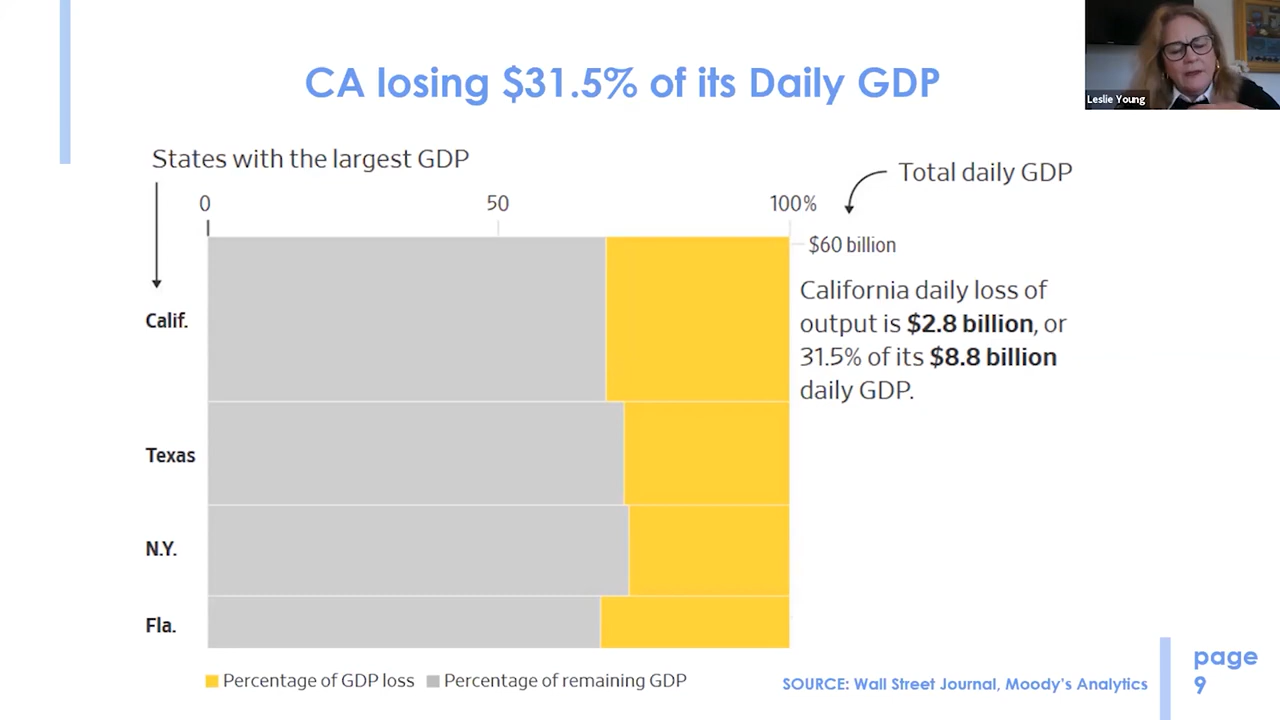 CA losing $31.5% of its Daily GDP
Leslie Young
States with the largest GDP
Total daily GDP
0
50
100%
$60 billion
California daily loss of
output is $2.8 billion, or
31.5% of its $8.8 billion
daily GDP.
Calif.
Texas
N.Y.
Fla.
Percentage of GDP loss
Percentage of remaining GDP
SOURCE: Wall Street Journal, Moody's Analytics
page
9